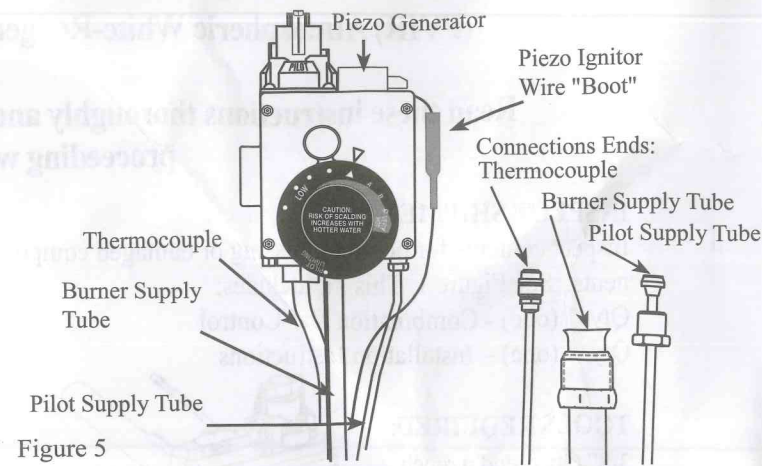 Piezo Generator
Piezo Ignitor
Wire "Boot"
Connections Ends:
Thermocouple
Burner Supply Tube
Pilot Supply Tube
PILOT
LOW
CAUTION:
RISK OF SCALDING
INCREASES WITH
HOTTER WATER
PILOT
Thermocouple
Burner Supply
Tube
Pilot Supply Tube
Figure 5